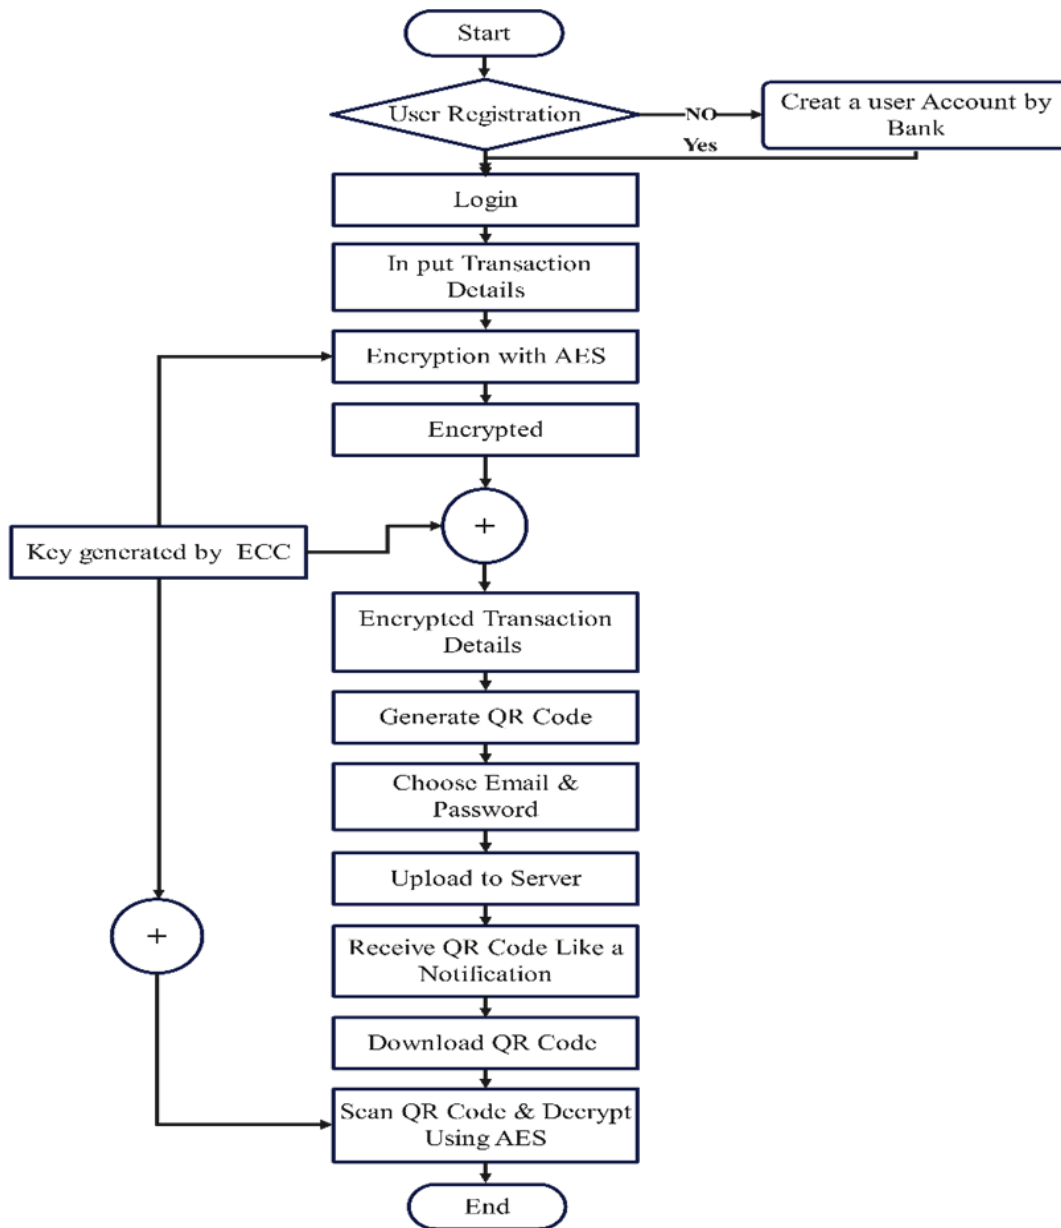 Start
User Registration
NO
Creat a user Account by
Bank
Yes
Login
In put Transaction
Details
Encryption with AES
Encrypted
+
Key generated by ECC
Encrypted Transaction
Details
Generate QR Code
Choose Email &
Password
Upload to Server
+
Receive QR Code Like a
Notification
Download QR Code
Scan QR Code & Decrypt
Using AES
End